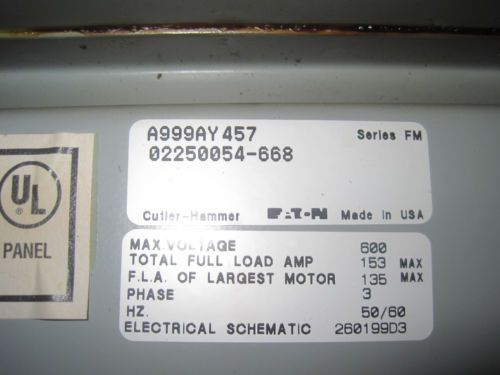 A999AY457 Series FM
02250054-668
Cutler-Hammer EATON Made in USA
UL
PANEL
MAX.VOLTAGE 600
TOTAL FULL LOAD AMP 153 MAX
F.L.A. OF LARGEST MOTOR 135 MAX
PHASE 3
HZ. 50/60
ELECTRICAL SCHEMATIC 260199D3